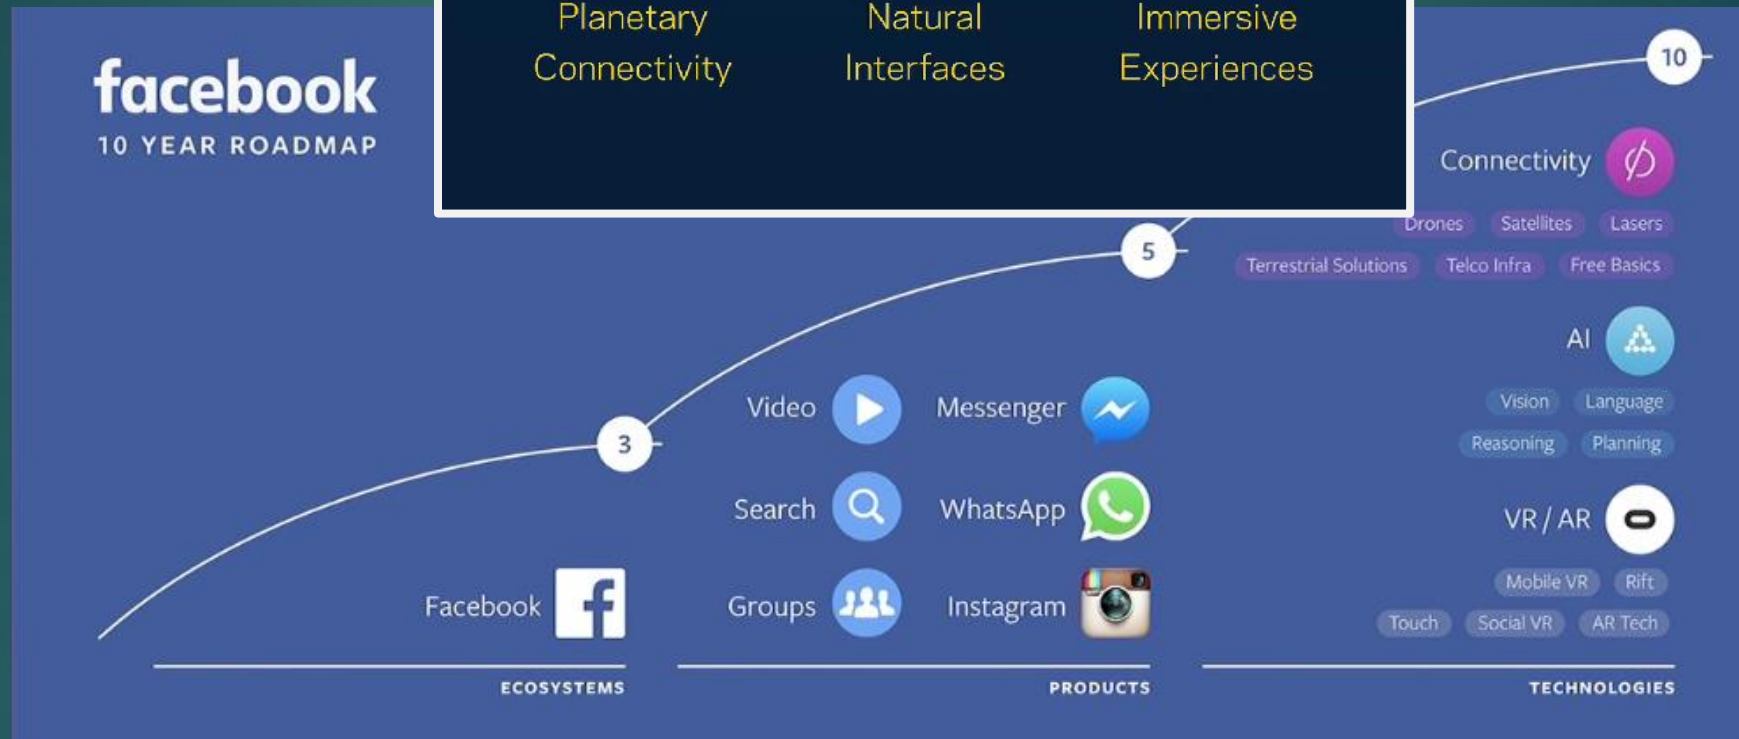 Planetary Connectivity
Natural Interfaces
Immersive Experiences
facebook
10 YEAR ROADMAP
3
Facebook
ECOSYSTEMS
5
Video
Messenger
Search
WhatsApp
Groups
Instagram
PRODUCTS
10
Connectivity
Drones Satellites Lasers
Terrestrial Solutions Telco Infra Free Basics
AI
Vision Language
Reasoning Planning
VR / AR
Mobile VR Rift
Touch Social VR AR Tech
TECHNOLOGIES